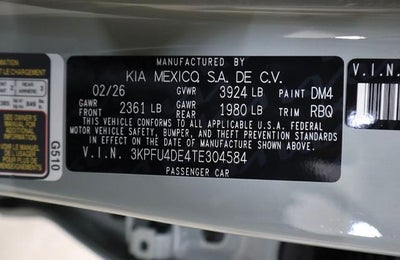 MANUFACTURED BY
KIA MEXICO, S.A. DE C.V.
02/26 GVWR 3924 LB PAINT DM4
GAWR FRONT 2361 LB GAWR REAR 1980 LB TRIM RBQ
THIS VEHICLE CONFORMS TO ALL APPLICABLE U.S.A. FEDERAL
MOTOR VEHICLE SAFETY, BUMPER, AND THEFT PREVENTION STANDARDS
IN EFFECT ON THE DATE OF MANUFACTURE SHOWN ABOVE.
V.I.N. 3KPFU4DE4TE304584
PASSENGER CAR
V.I.N.
G510
SEE OWNER'S